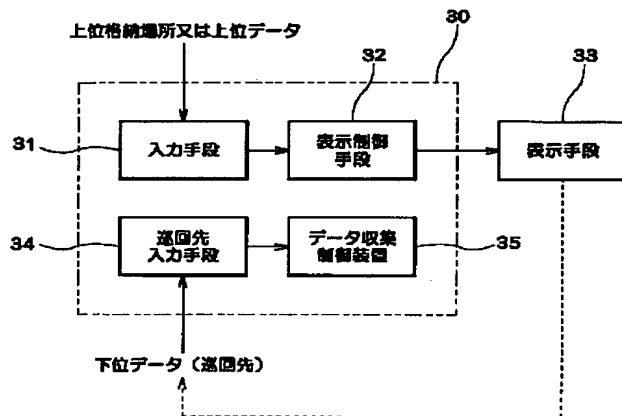 上位格納場所又は上位データ
30
32
33
31
入力手段
表示制御
手段
表示手段
34
巡回先
入力手段
データ収集
制御装置
35
下位データ（巡回先）